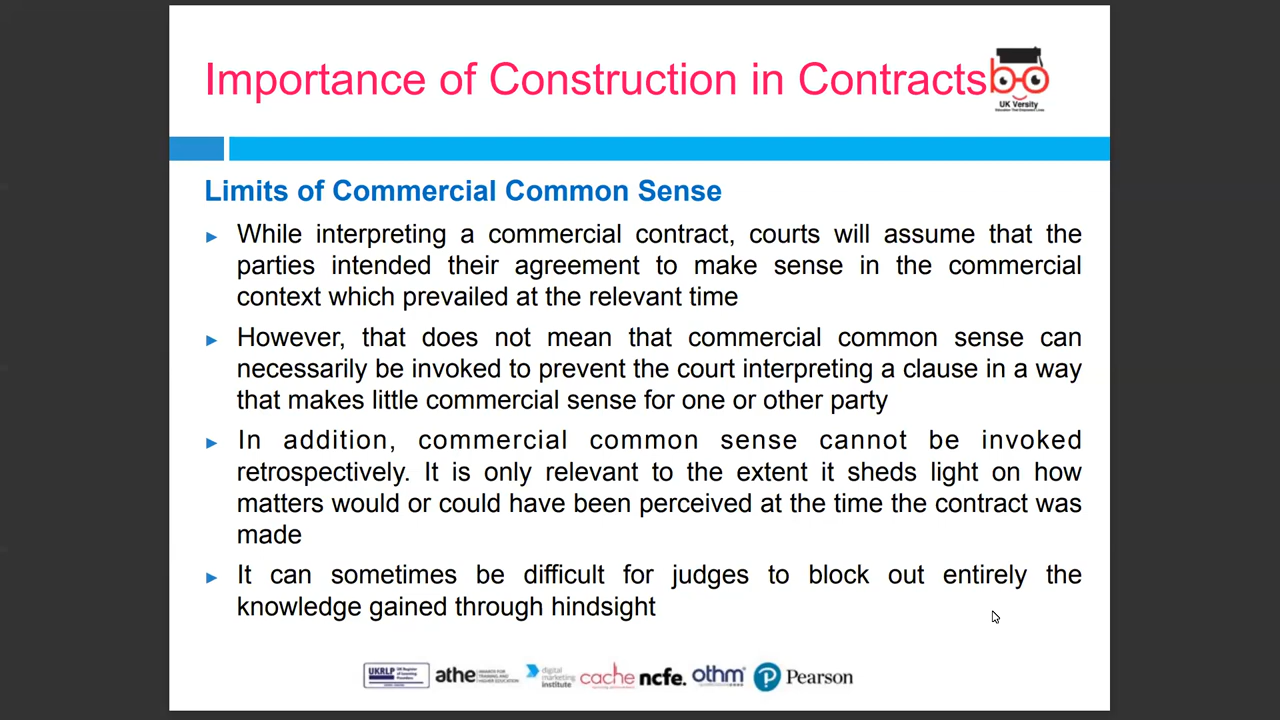 Importance of Construction in Contracts
UK Versity
Limits of Commercial Common Sense
While interpreting a commercial contract, courts will assume that the
parties intended their agreement to make sense in the commercial
context which prevailed at the relevant time
However, that does not mean that commercial common sense can
necessarily be invoked to prevent the court interpreting a clause in a way
that makes little commercial sense for one or other party
In addition, commercial common sense cannot be invoked
retrospectively. It is only relevant to the extent it sheds light on how
matters would or could have been perceived at the time the contract was
made
It can sometimes be difficult for judges to block out entirely the
knowledge gained through hindsight
UKRLP
athe
digital
marketing
institute
cache
ncfe.
othm
Pearson